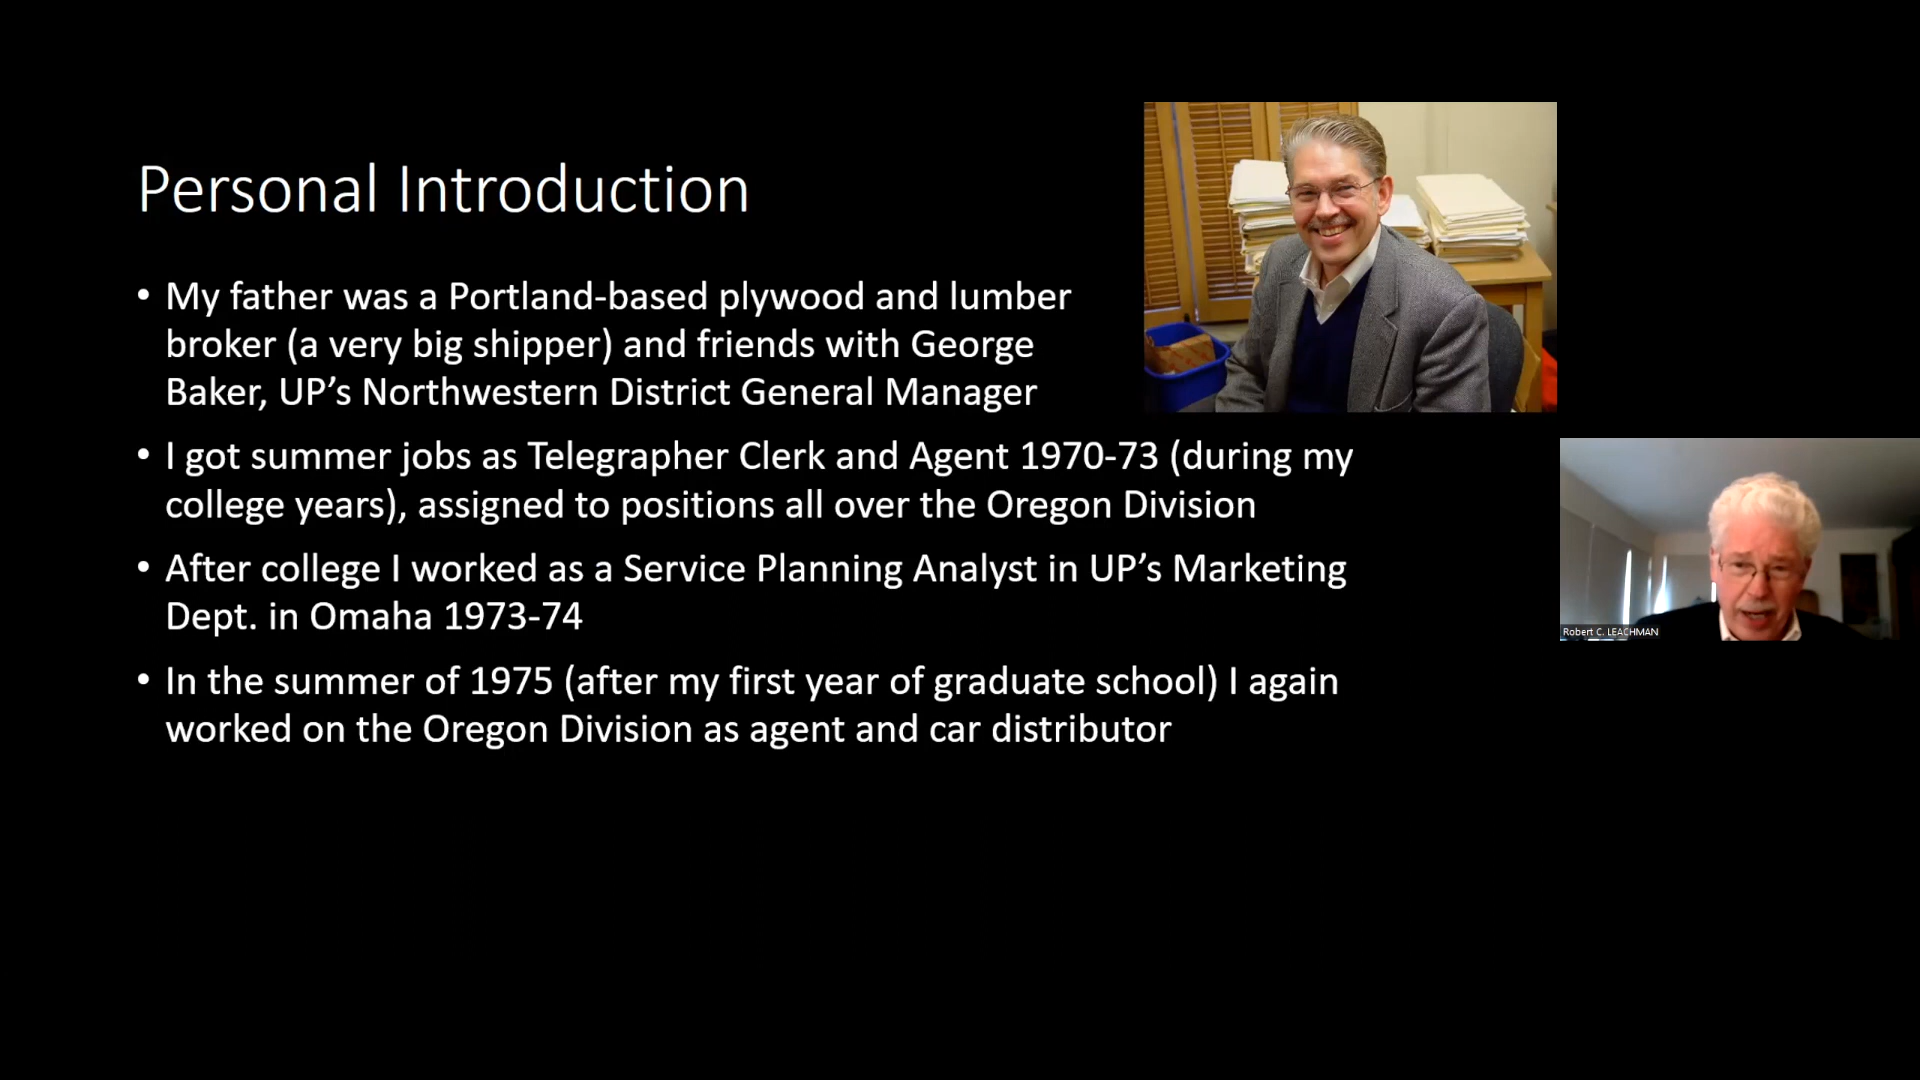 Personal Introduction
• My father was a Portland-based plywood and lumber
broker (a very big shipper) and friends with George
Baker, UP’s Northwestern District General Manager
• I got summer jobs as Telegrapher Clerk and Agent 1970-73 (during my
college years), assigned to positions all over the Oregon Division
• After college I worked as a Service Planning Analyst in UP’s Marketing
Dept. in Omaha 1973-74
• In the summer of 1975 (after my first year of graduate school) I again
worked on the Oregon Division as agent and car distributor
Robert C. LEACHMAN